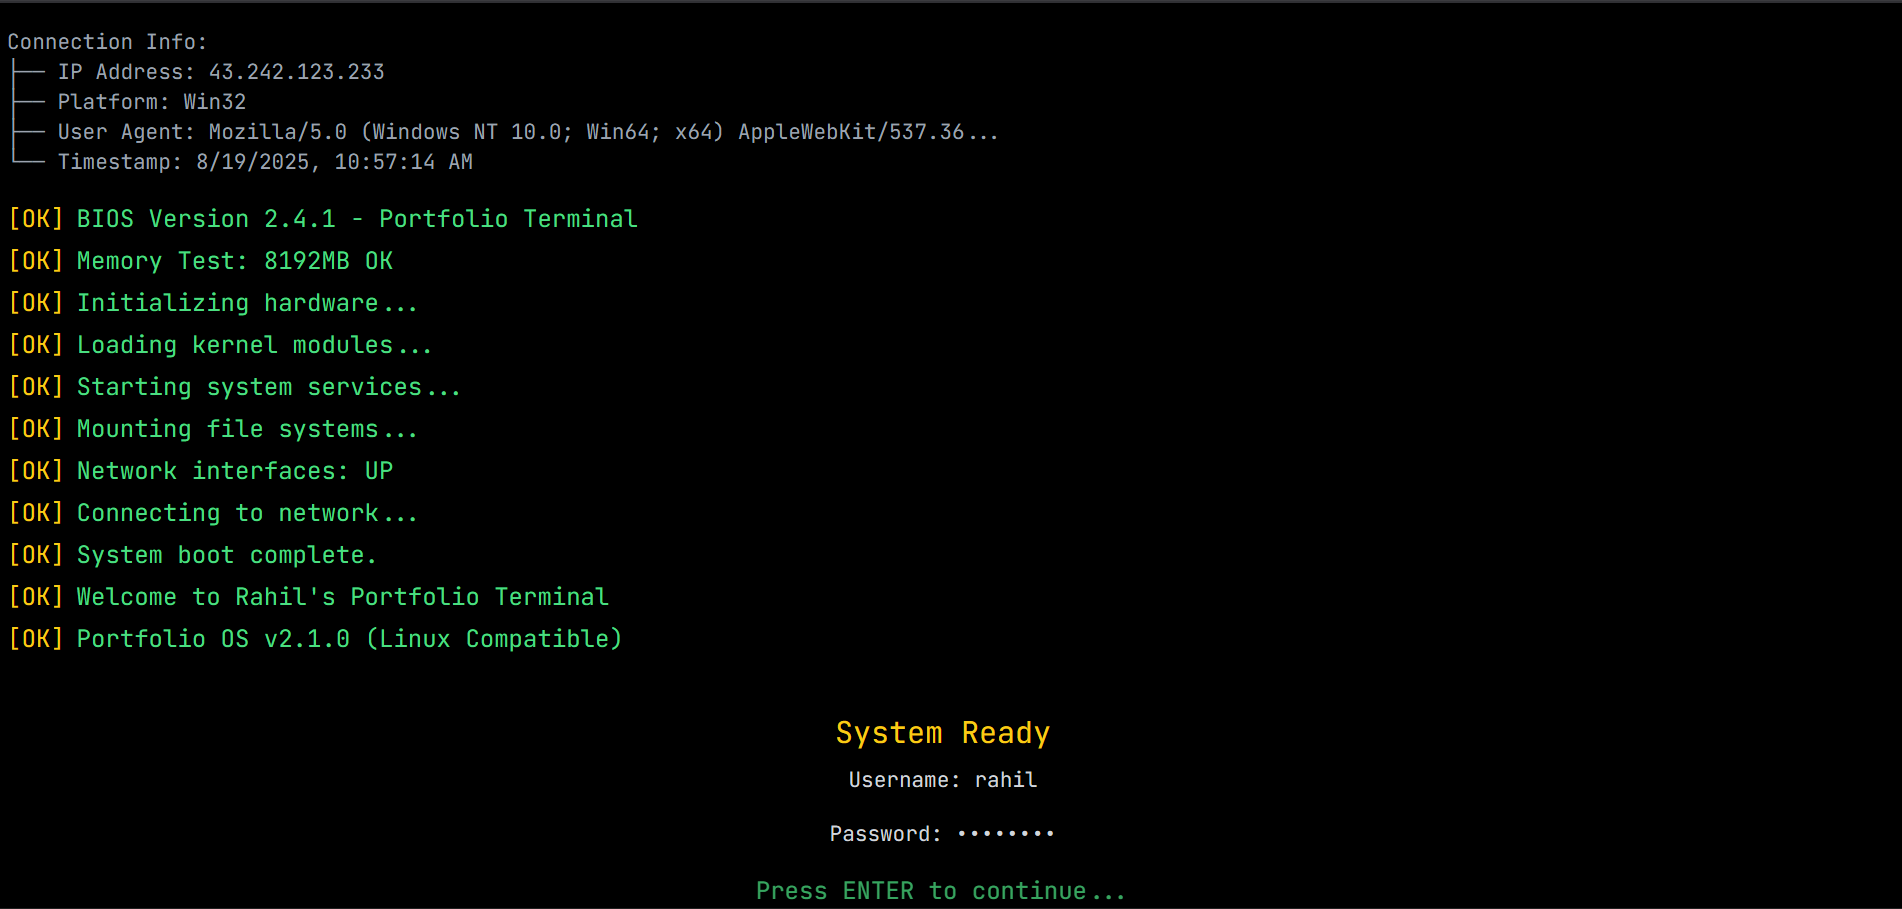 Connection Info:
├── IP Address: 43.242.123.233
├── Platform: Win32
├── User Agent: Mozilla/5.0 (Windows NT 10.0; Win64; x64) AppleWebKit/537.36...
└── Timestamp: 8/19/2025, 10:57:14 AM
[OK] BIOS Version 2.4.1 - Portfolio Terminal
[OK] Memory Test: 8192MB OK
[OK] Initializing hardware...
[OK] Loading kernel modules...
[OK] Starting system services...
[OK] Mounting file systems...
[OK] Network interfaces: UP
[OK] Connecting to network...
[OK] System boot complete.
[OK] Welcome to Rahil's Portfolio Terminal
[OK] Portfolio OS v2.1.0 (Linux Compatible)
System Ready
Username: rahil
Password: ••••••••
Press ENTER to continue...